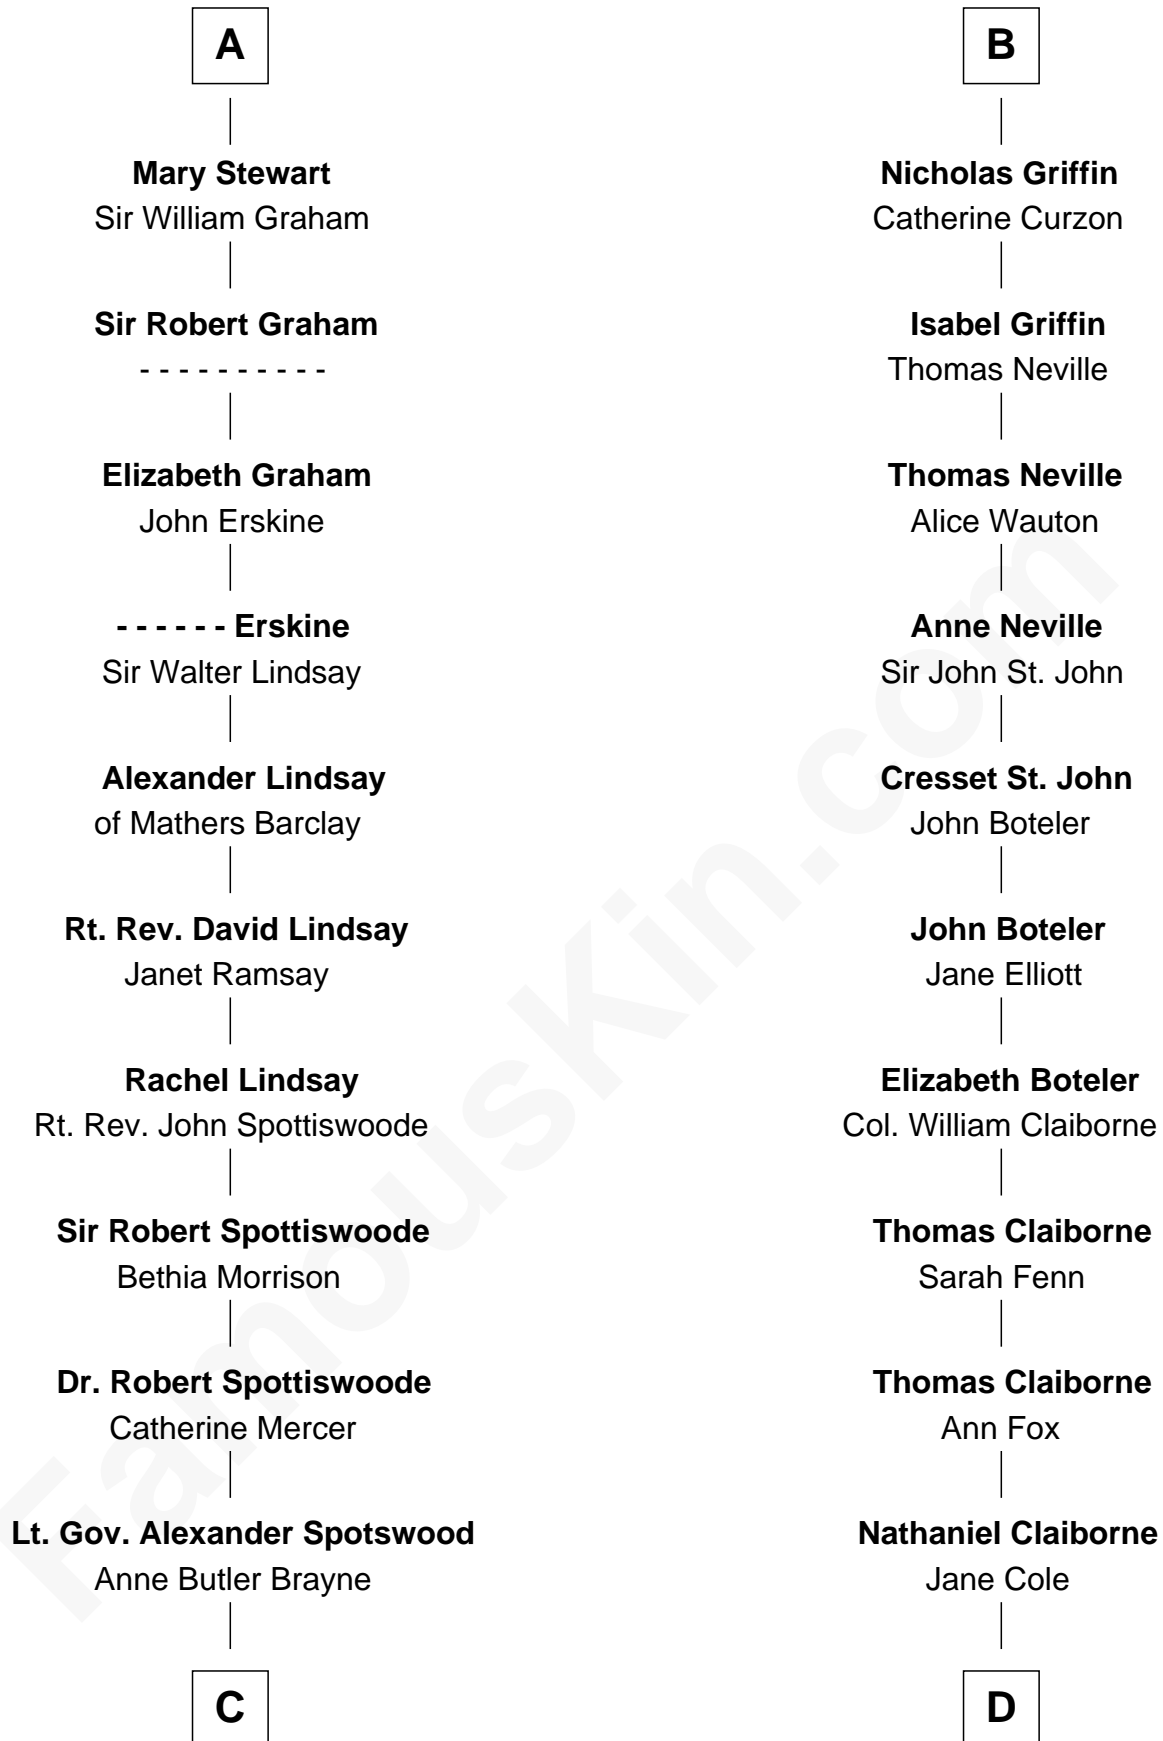 A
Mary Stewart
Sir William Graham
Sir Robert Graham
- - - - - - - - - -
Elizabeth Graham
John Erskine
- - - - - - Erskine
Sir Walter Lindsay
Alexander Lindsay
of Mathers Barclay
Rt. Rev. David Lindsay
Janet Ramsay
Rachel Lindsay
Rt. Rev. John Spottiswoode
Sir Robert Spottiswoode
Bethia Morrison
Dr. Robert Spottiswoode
Catherine Mercer
Lt. Gov. Alexander Spotswood
Anne Butler Brayne
C
B
Nicholas Griffin
Catherine Curzon
Isabel Griffin
Thomas Neville
Thomas Neville
Alice Wauton
Anne Neville
Sir John St. John
Cresset St. John
John Boteler
John Boteler
Jane Elliott
Elizabeth Boteler
Col. William Claiborne
Thomas Claiborne
Sarah Fenn
Thomas Claiborne
Ann Fox
Nathaniel Claiborne
Jane Cole
D
FamousKin.com